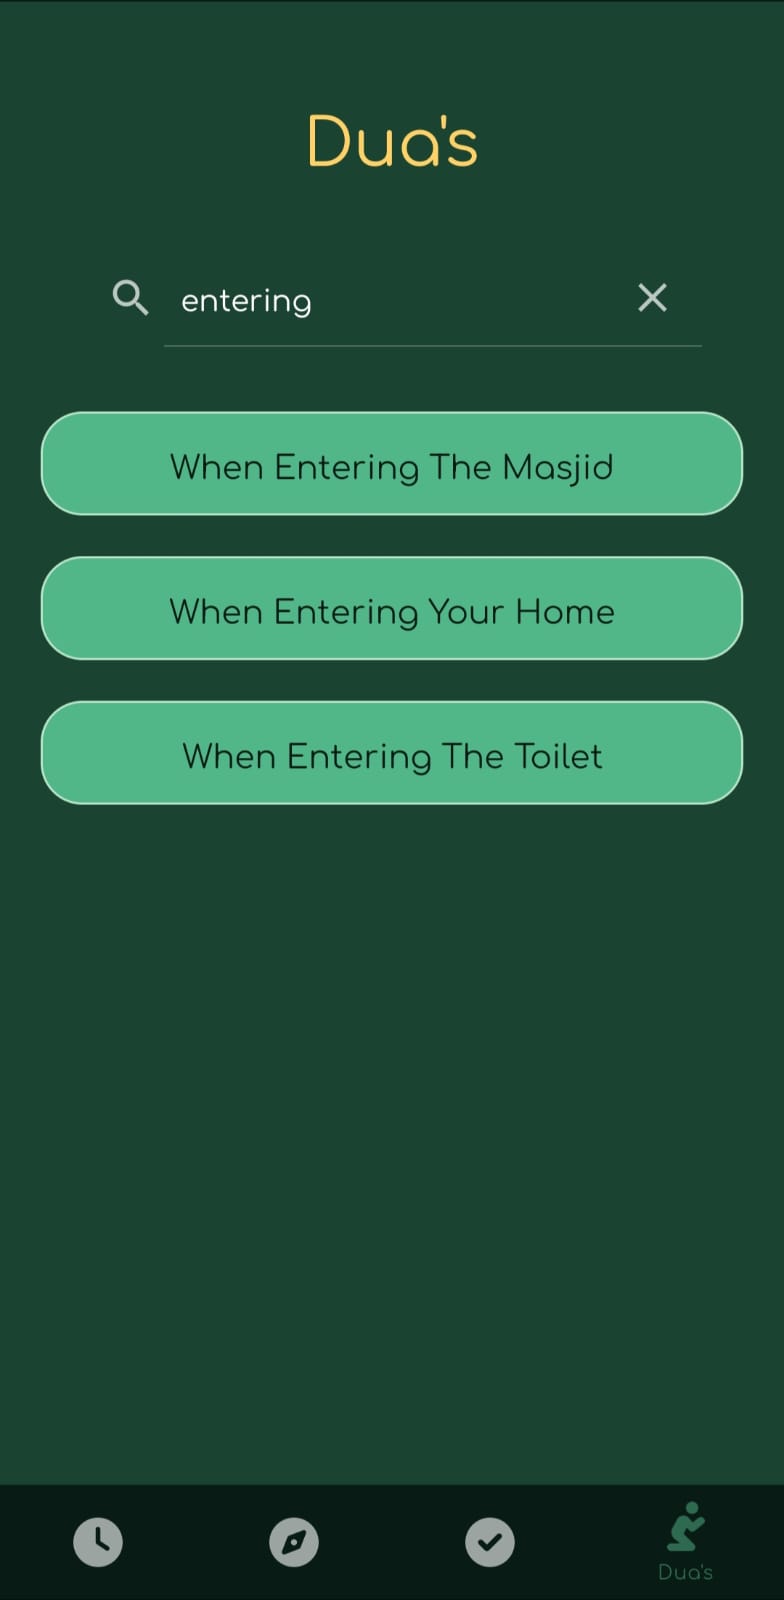 Dua's
entering
When Entering The Masjid
When Entering Your Home
When Entering The Toilet
Dua's